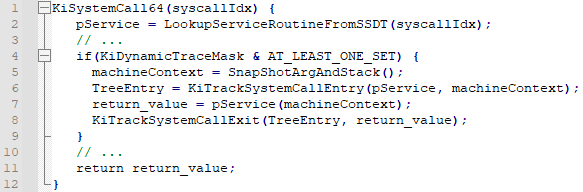 1 KiSystemCall64(syscallIdx) {
2 pService = LookupServiceRoutineFromSSDT(syscallIdx);
3 // ...
4 if(KiDynamicTraceMask & AT_LEAST_ONE_SET) {
5 machineContext = SnapShotArgAndStack();
6 TreeEntry = KiTrackSystemCallEntry(pService, machineContext);
7 return_value = pService(machineContext);
8 KiTrackSystemCallExit(TreeEntry, return_value);
9 }
10 // ...
11 return return_value;
12 }